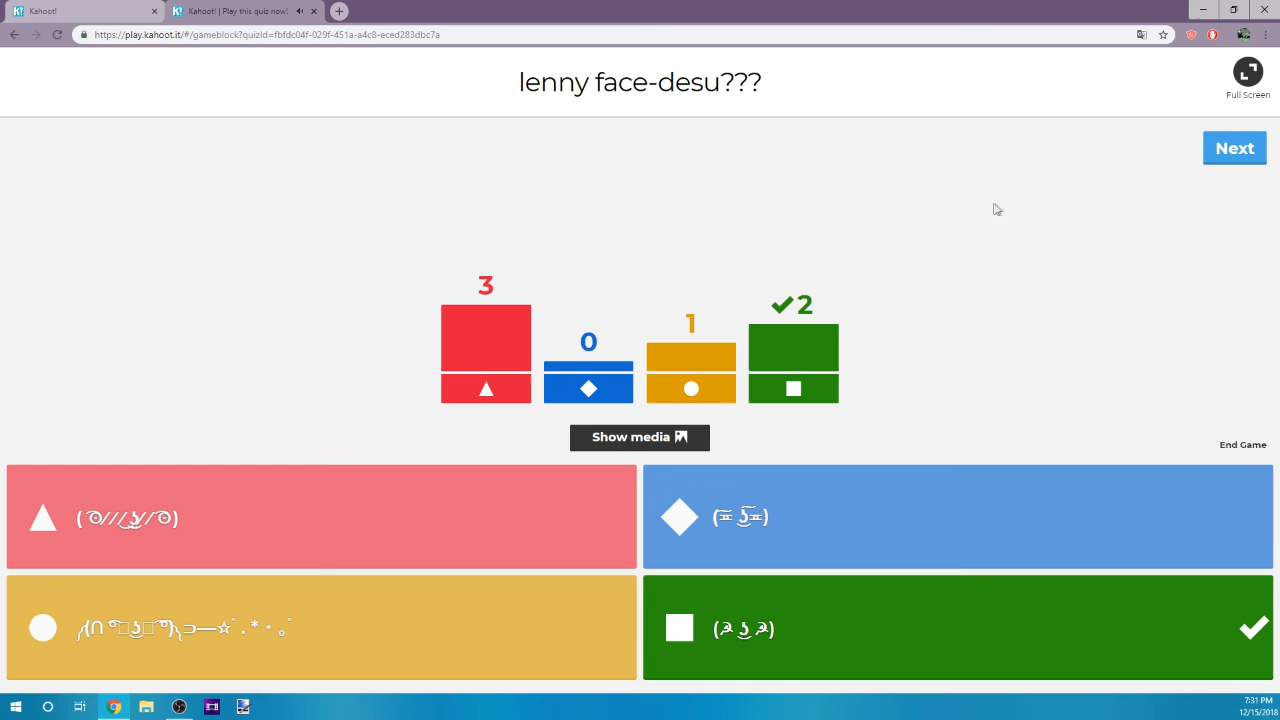 Kahoot!
Kahoot! | Play this quiz now!
https://play.kahoot.it/#/gameblock?quizId=fbfdc04f-029f-451a-a4c8-eced283dbc7a
lenny face-desu???
Full Screen
Next
3
0
1
2
Show media
End Game
( ͡ʘ///͜ʖ// ͡ʘ)
(͠≖ ͜ʖ͠≖)
╭(∩ ͡°□ ͜ʖ□ ͡°)╮⊃━☆ﾟ.*・｡ﾟ
(☭ ͜ʖ ☭)
7:31 PM
12/15/2018